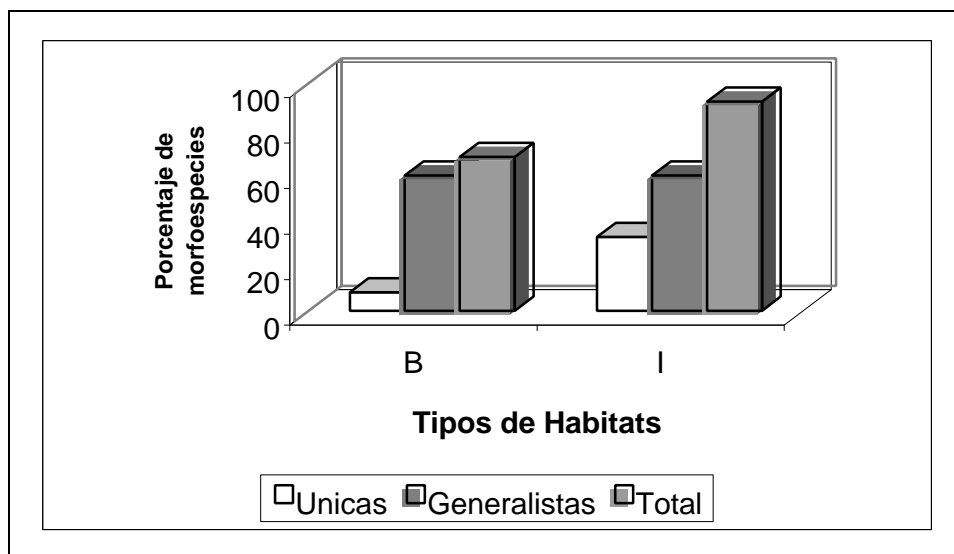 Porcentaje de
morfoespecies
100
80
60
40
20
0
B I
Tipos de Habitats
Unicas Generalistas Total